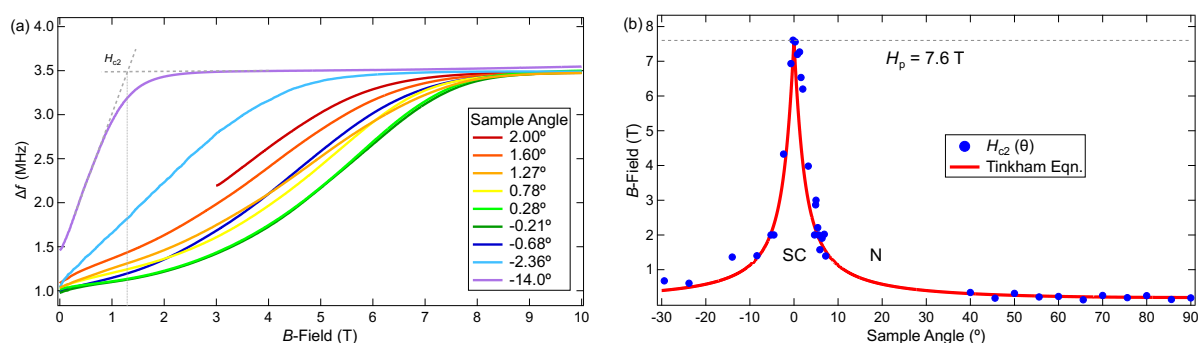 (a)
4.0
3.5
3.0
2.5
2.0
1.5
1.0
Δf (MHz)
Hc2
Sample Angle
2.00º
1.60º
1.27º
0.78º
0.28º
-0.21º
-0.68º
-2.36º
-14.0º
0 1 2 3 4 5 6 7 8 9 10
B-Field (T)
(b)
8
7
6
5
4
3
2
1
B-Field (T)
Hp = 7.6 T
Hc2 (θ)
Tinkham Eqn.
SC
N
-30 -20 -10 0 10 20 30 40 50 60 70 80 90
Sample Angle (º)